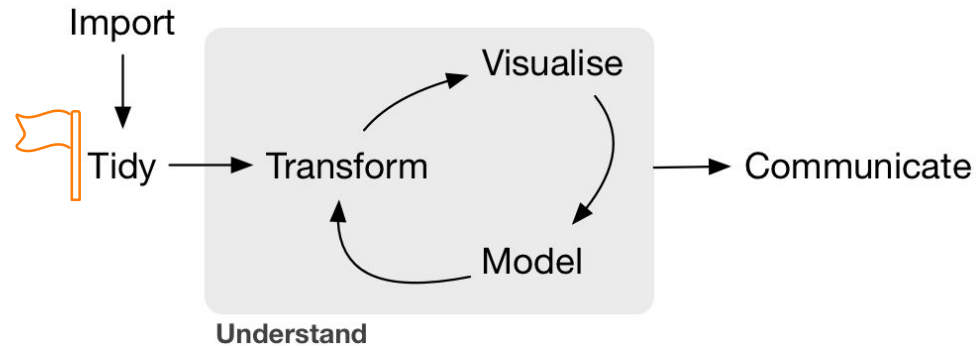 Import
Visualise
Tidy
Transform
Communicate
Model
Understand